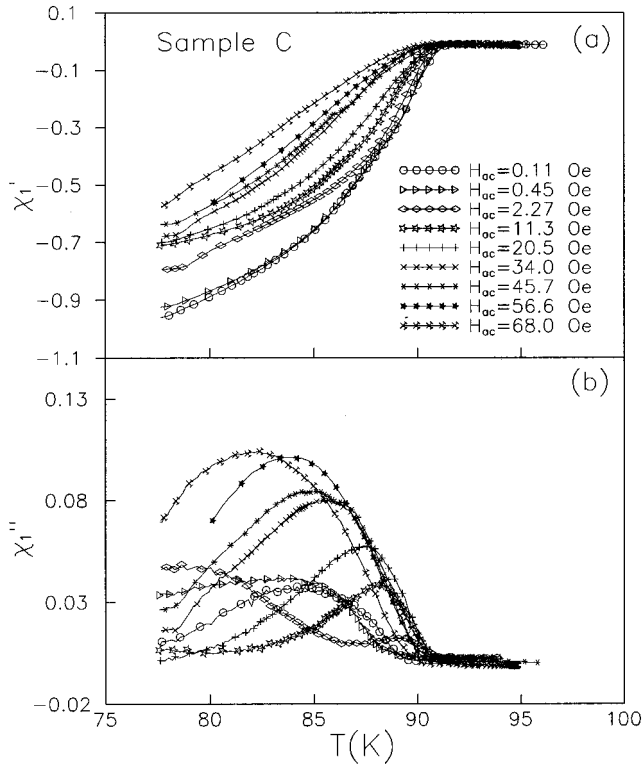 0.1
Sample C
(a)
−0.1
−0.3
−0.5
−0.7
−0.9
−1.1
χ₁'
Hac=0.11 Oe
Hac=0.45 Oe
Hac=2.27 Oe
Hac=11.3 Oe
Hac=20.5 Oe
Hac=34.0 Oe
Hac=45.7 Oe
Hac=56.6 Oe
Hac=68.0 Oe
(b)
0.13
0.08
0.03
−0.02
χ₁''
75
80
85
90
95
100
T(K)